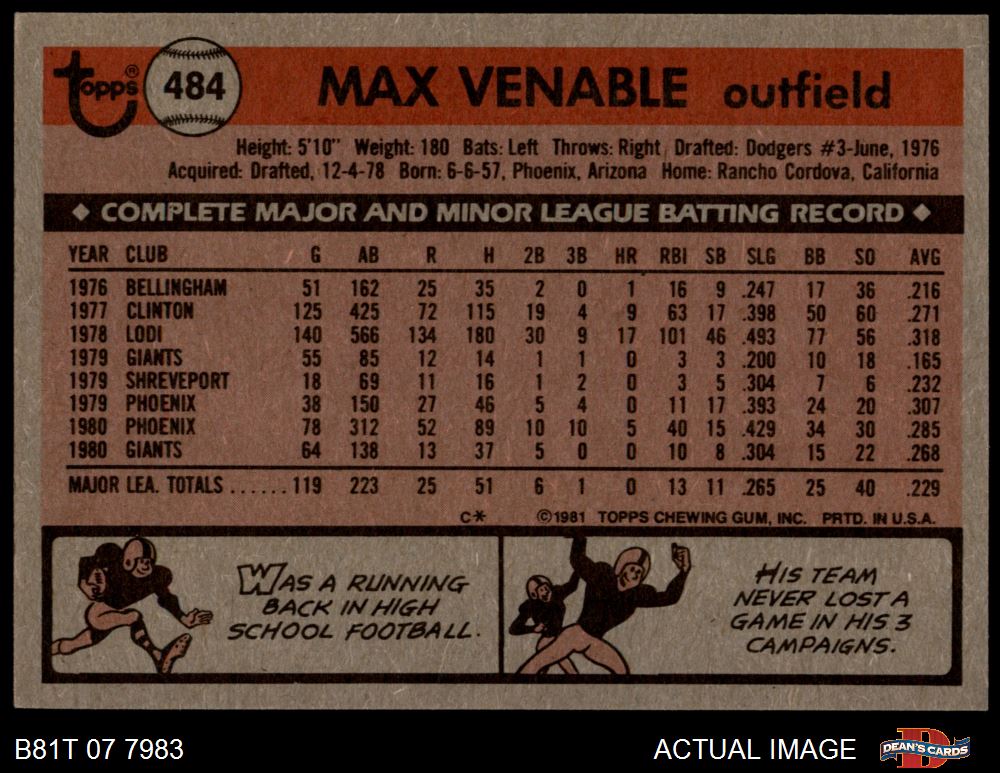 Topps® 484 MAX VENABLE outfield
Height: 5'10" Weight: 180 Bats: Left Throws: Right Drafted: Dodgers #3-June, 1976
Acquired: Drafted, 12-4-78 Born: 6-6-57, Phoenix, Arizona Home: Rancho Cordova, California
◆ COMPLETE MAJOR AND MINOR LEAGUE BATTING RECORD ◆
YEAR CLUB G AB R H 2B 3B HR RBI SB SLG BB SO AVG
1976 BELLINGHAM 51 162 25 35 2 0 1 16 9 .247 17 36 .216
1977 CLINTON 125 425 72 115 19 4 9 63 17 .398 50 60 .271
1978 LODI 140 566 134 180 30 9 17 101 46 .493 77 56 .318
1979 GIANTS 55 85 12 14 1 1 0 3 3 .200 10 18 .165
1979 SHREVEPORT 18 69 11 16 1 2 0 3 5 .304 7 6 .232
1979 PHOENIX 38 150 27 46 5 4 0 11 17 .393 24 20 .307
1980 PHOENIX 78 312 52 89 10 10 5 40 15 .429 34 30 .285
1980 GIANTS 64 138 13 37 5 0 0 10 8 .304 15 22 .268
MAJOR LEA. TOTALS ......119 223 25 51 6 1 0 13 11 .265 25 40 .229
C* ©1981 TOPPS CHEWING GUM, INC. PRTD. IN U.S.A.
WAS A RUNNING
BACK IN HIGH
SCHOOL FOOTBALL.
HIS TEAM
NEVER LOST A
GAME IN HIS 3
CAMPAIGNS.
B81T 07 7983 ACTUAL IMAGE DEAN'S CARDS